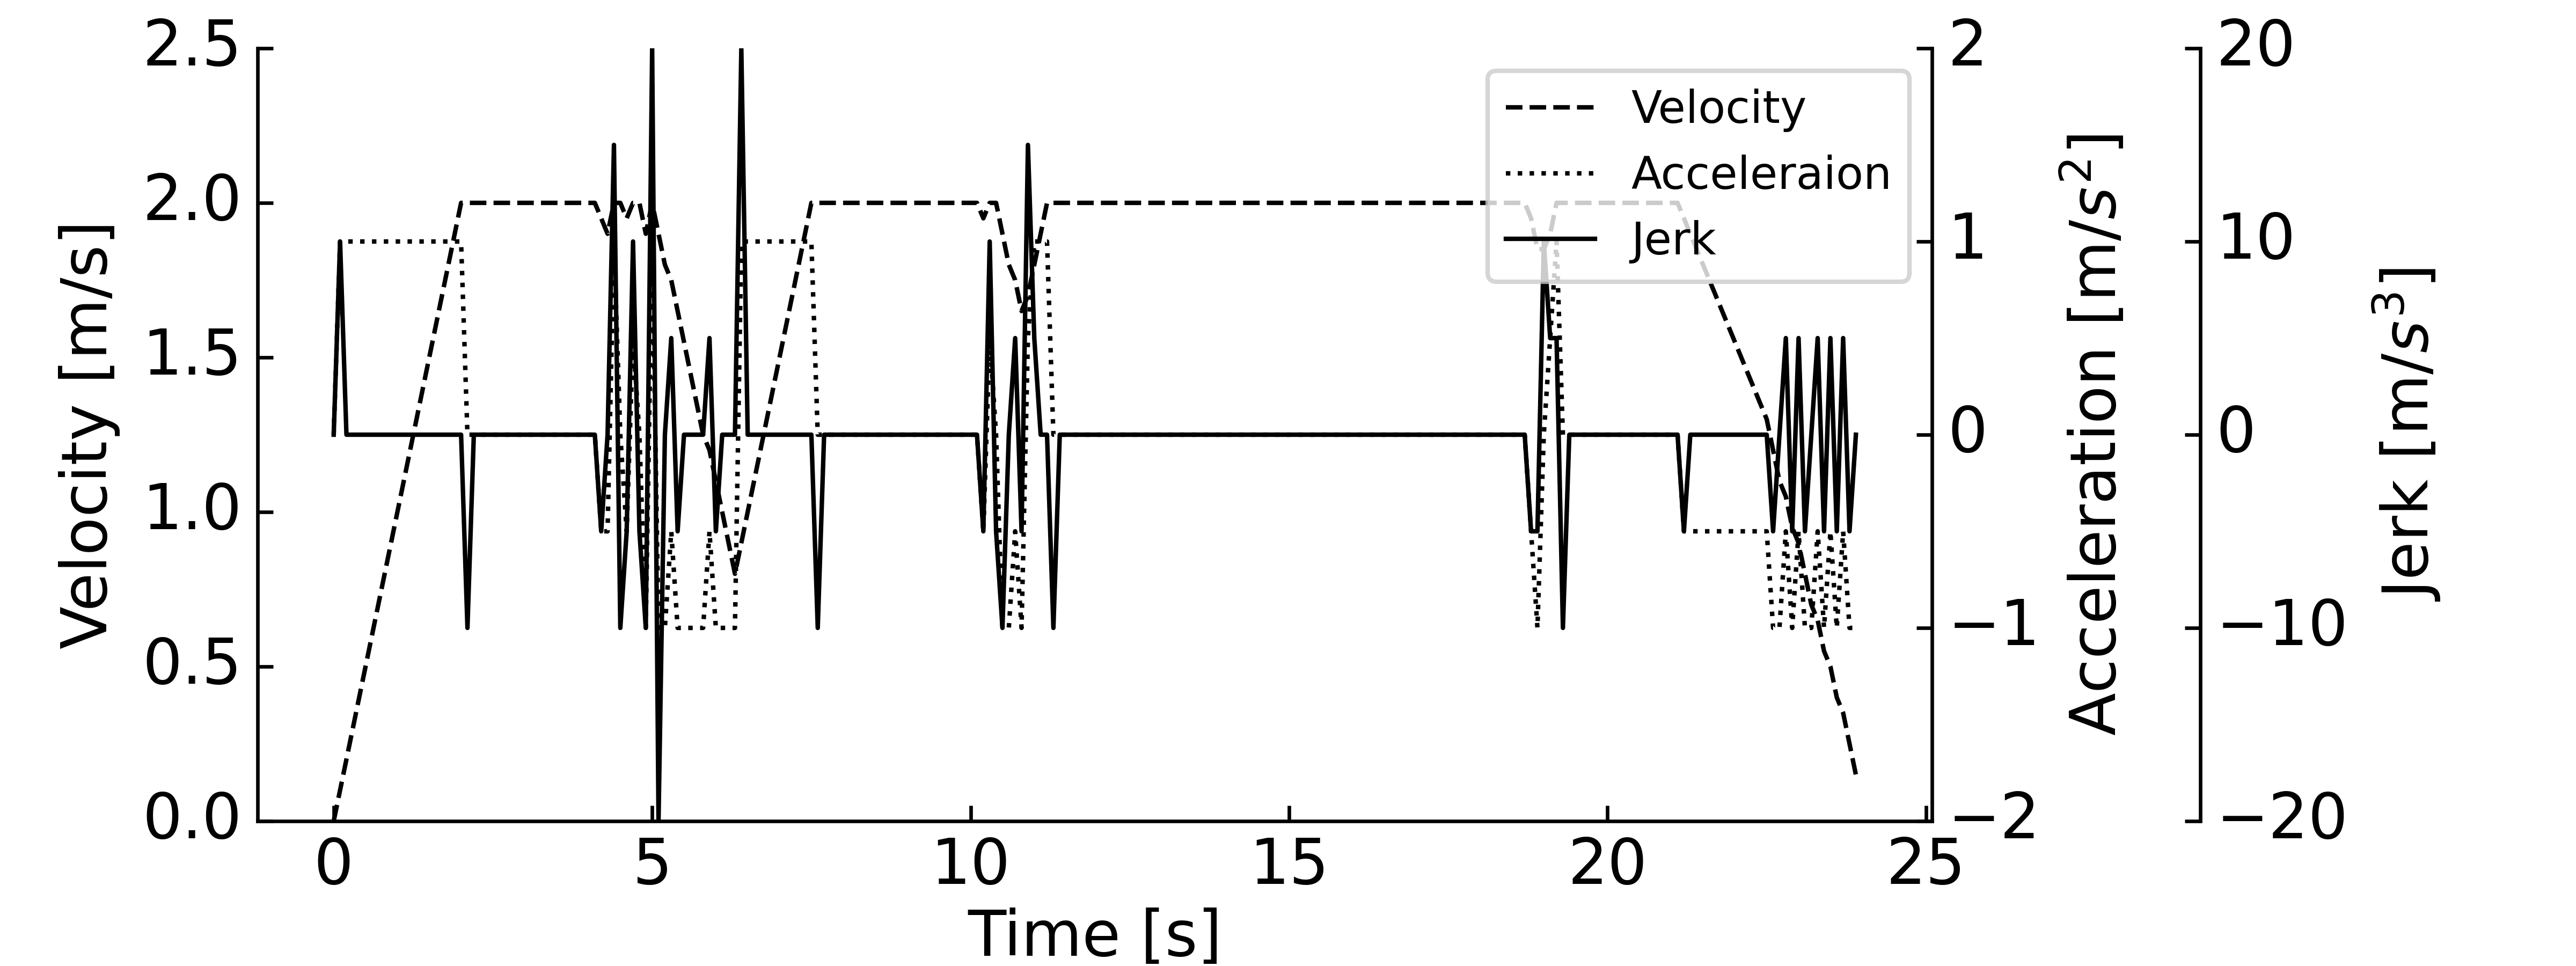 Velocity [m/s]
2.5
2.0
1.5
1.0
0.5
0.0
0 5 10 15 20 25
Time [s]
Velocity
Acceleraion
Jerk
2
1
0
−1
−2
Acceleration [m/s²]
20
10
0
−10
−20
Jerk [m/s³]